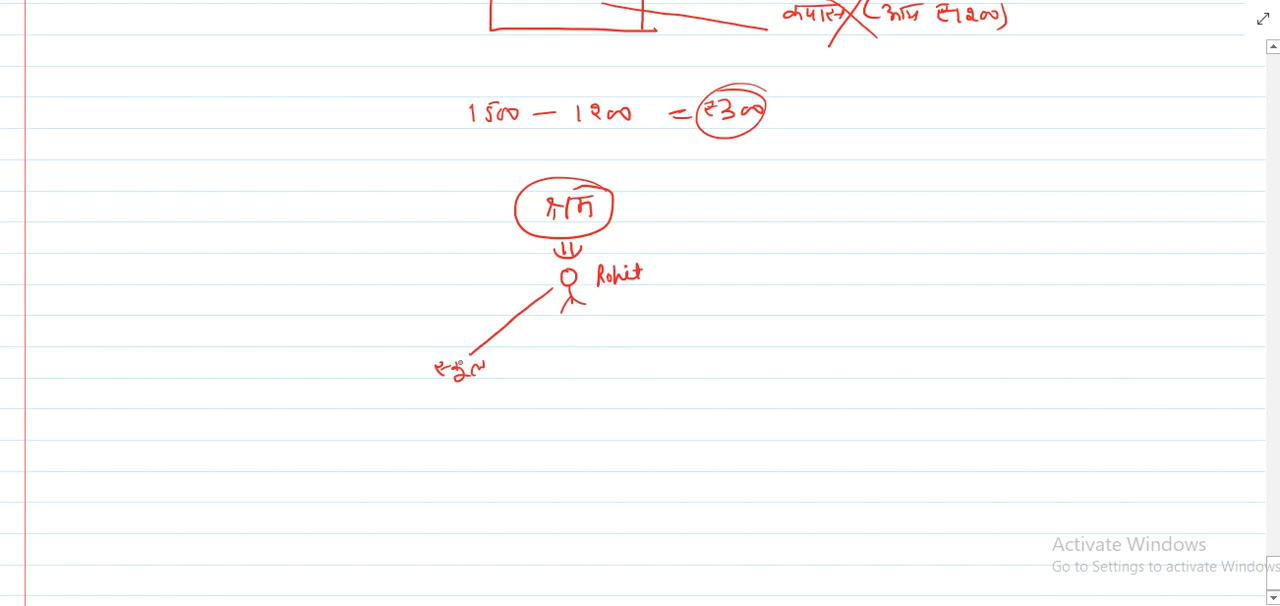 कपास (आय ₹1200)
1500 - 1200 = ₹300
Rohit
Activate Windows
Go to Settings to activate Windows